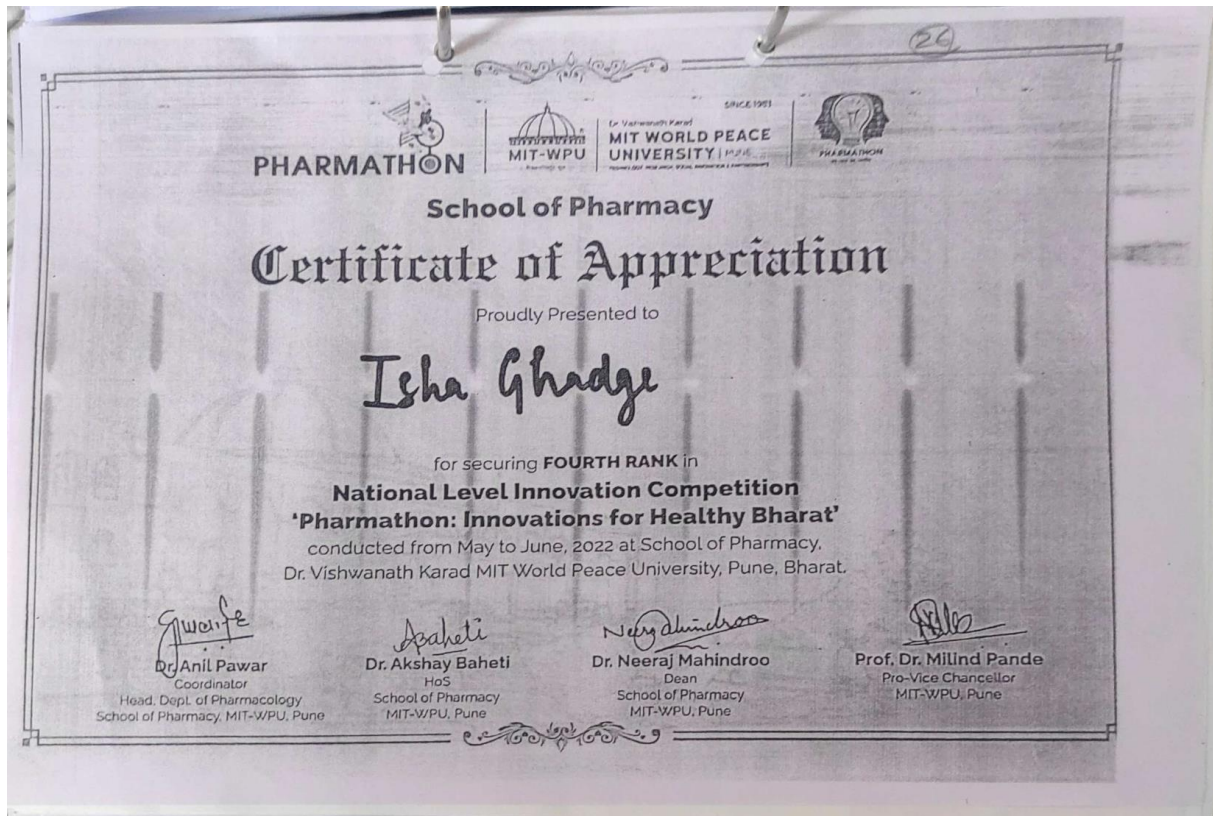 26
PHARMATHON
MIT-WPU
SINCE 1983
Dr. Vishwanath Karad
MIT WORLD PEACE
UNIVERSITY | PUNE
PHARMATHON
School of Pharmacy
Certificate of Appreciation
Proudly Presented to
Isha Ghadge
for securing FOURTH RANK in
National Level Innovation Competition
'Pharmathon: Innovations for Healthy Bharat'
conducted from May to June, 2022 at School of Pharmacy,
Dr. Vishwanath Karad MIT World Peace University, Pune, Bharat.
Dr. Anil Pawar
Coordinator
Head, Dept. of Pharmacology
School of Pharmacy, MIT-WPU, Pune
Abaheti
Dr. Akshay Baheti
HoS
School of Pharmacy
MIT-WPU, Pune
Neeraj Mahindroo
Dr. Neeraj Mahindroo
Dean
School of Pharmacy
MIT-WPU, Pune
Prof. Dr. Milind Pande
Pro-Vice Chancellor
MIT-WPU, Pune